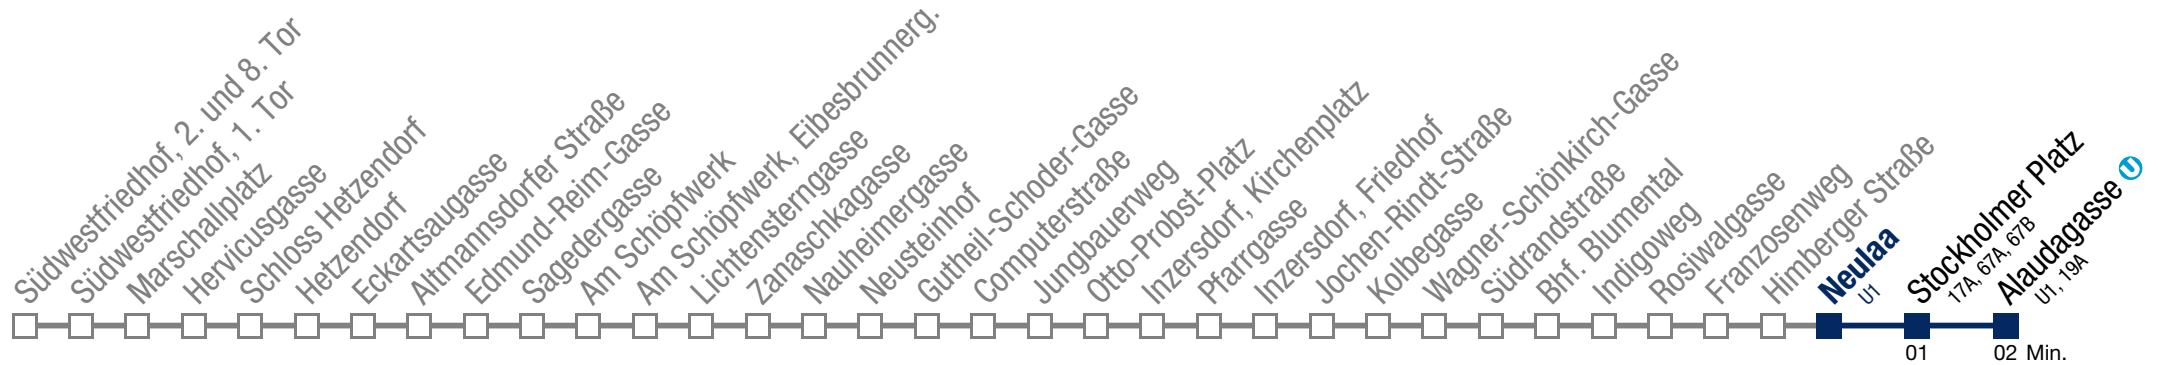 Südwestfriedhof, 2. und 8. Tor
Südwestfriedhof, 1. Tor
Marschallplatz
Hervicusgasse
Schloss Hetzendorf
Hetzendorf
Eckartsaugasse
Altmannsdorfer Straße
Edmund-Reim-Gasse
Sagedergasse
Am Schöpfwerk
Am Schöpfwerk, Eibesbrunnerg.
Lichtensterngasse
Zanaschkagasse
Nauheimergasse
Neusteinhof
Gutheil-Schoder-Gasse
Computerstraße
Jungbauerweg
Otto-Probst-Platz
Inzersdorf, Kirchenplatz
Pfarrgasse
Inzersdorf, Friedhof
Jochen-Rindt-Straße
Kolbegasse
Wagner-Schönkirch-Gasse
Südrandstraße
Bhf. Blumental
Indigoweg
Rosiwalgasse
Franzosenweg
Himberger Straße
Neulaa
U1
Stockholmer Platz
17A, 67A, 67B
Alaudagasse U
U1, 19A
01 02 Min.